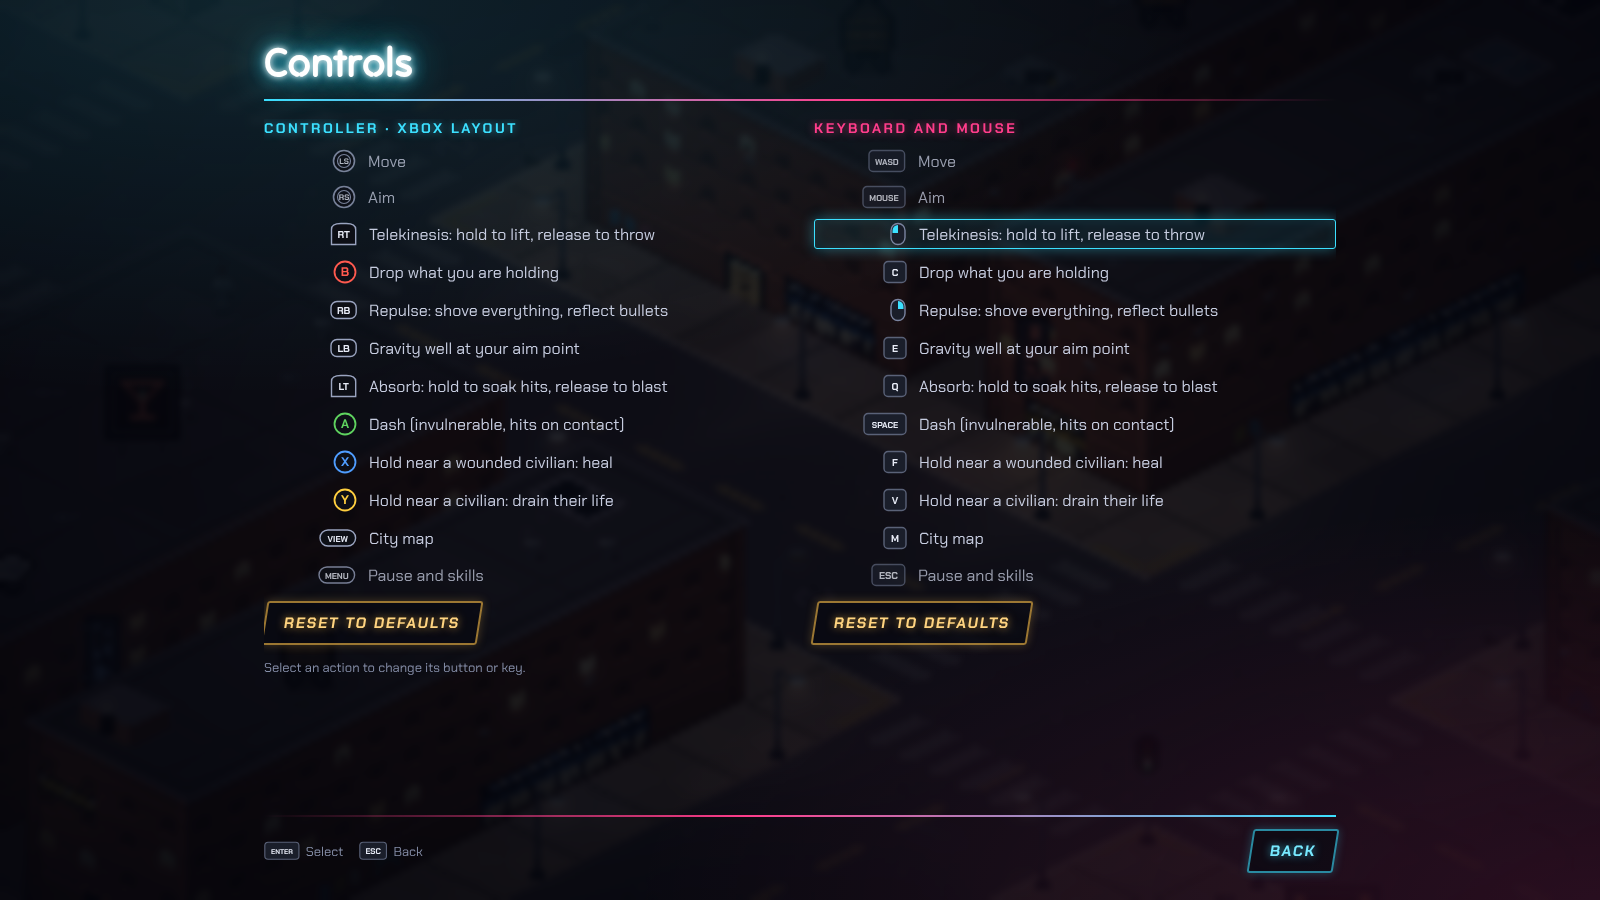 Controls
CONTROLLER · XBOX LAYOUT
LS Move
RS Aim
RT Telekinesis: hold to lift, release to throw
B Drop what you are holding
RB Repulse: shove everything, reflect bullets
LB Gravity well at your aim point
LT Absorb: hold to soak hits, release to blast
A Dash (invulnerable, hits on contact)
X Hold near a wounded civilian: heal
Y Hold near a civilian: drain their life
VIEW City map
MENU Pause and skills
RESET TO DEFAULTS
Select an action to change its button or key.
KEYBOARD AND MOUSE
WASD Move
MOUSE Aim
Telekinesis: hold to lift, release to throw
C Drop what you are holding
Repulse: shove everything, reflect bullets
E Gravity well at your aim point
Q Absorb: hold to soak hits, release to blast
SPACE Dash (invulnerable, hits on contact)
F Hold near a wounded civilian: heal
V Hold near a civilian: drain their life
M City map
ESC Pause and skills
RESET TO DEFAULTS
ENTER Select ESC Back
BACK